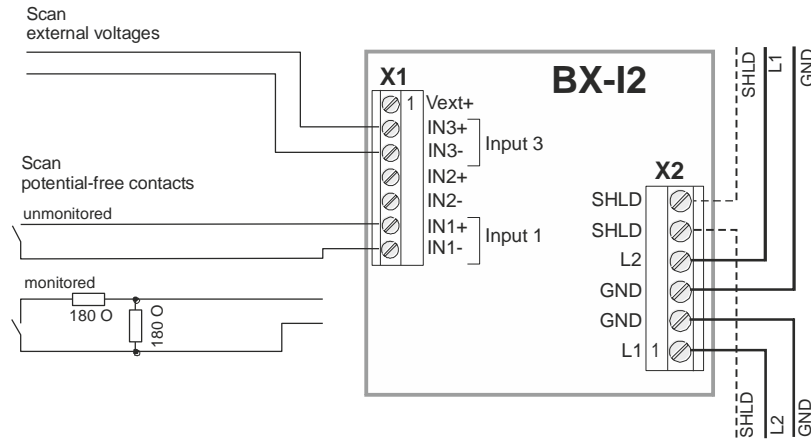 Scan
external voltages
BX-I2
X1
1
Vext+
IN3+
IN3-
Input 3
IN2+
IN2-
IN1+
IN1-
Input 1
Scan
potential-free contacts
unmonitored
monitored
180 O
180 O
X2
SHLD
SHLD
L2
GND
GND
L1 1
SHLD
L1
GND
SHLD
L2
GND